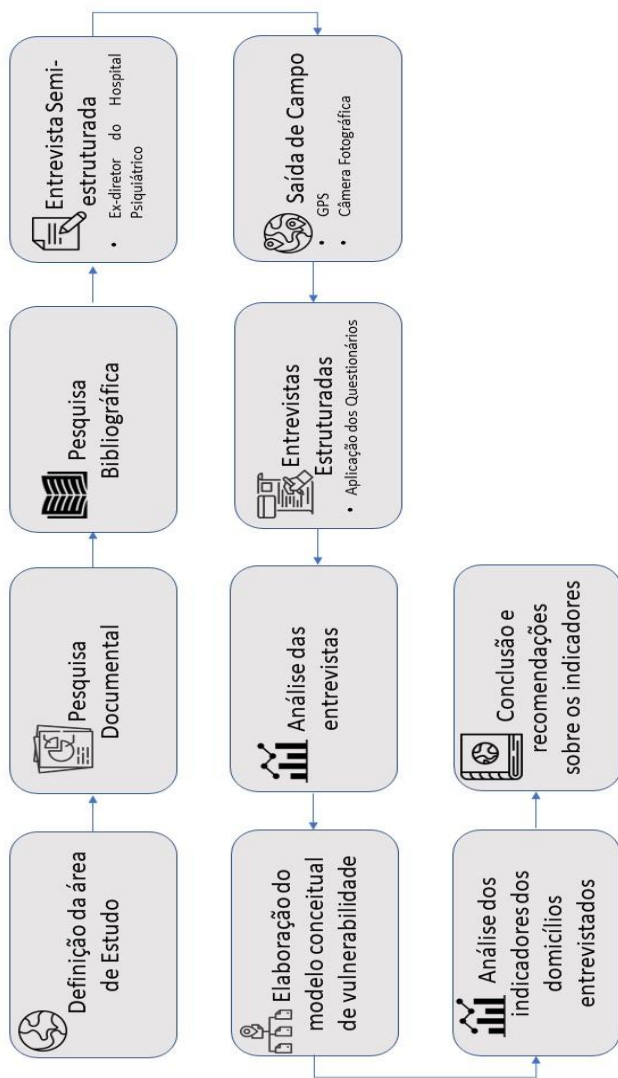 Definição da área
de Estudo
Pesquisa
Documental
Pesquisa
Bibliográfica
Entrevista Semi-
estruturada
• Ex-diretor do Hospital
Psiquiátrico
Saída de Campo
• GPS
• Câmera Fotográfica
Entrevistas
Estruturadas
• Aplicação dos Questionários
Análise das
entrevistas
Elaboração do
modelo conceitual
de vulnerabilidade
Análise dos
indicadores dos
domicílios
entrevistados
Conclusão e
recomendações
sobre os indicadores